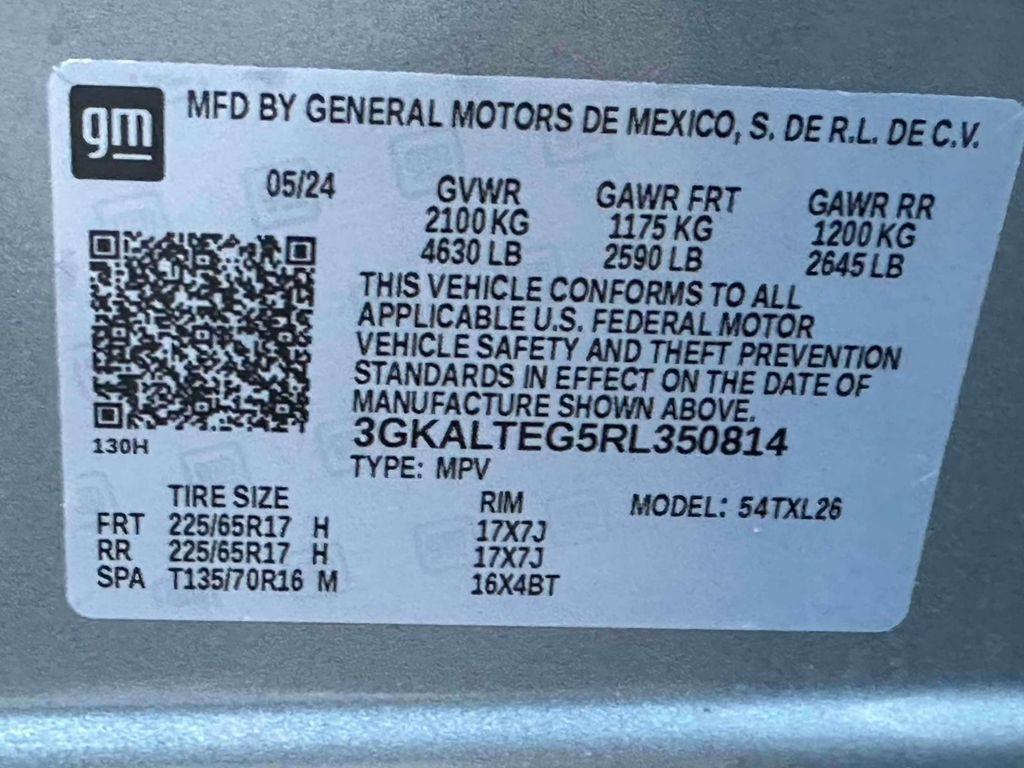 gm
MFD BY GENERAL MOTORS DE MEXICO, S. DE R.L. DE C.V.
05/24 GVWR GAWR FRT GAWR RR
2100 KG 1175 KG 1200 KG
4630 LB 2590 LB 2645 LB
THIS VEHICLE CONFORMS TO ALL
APPLICABLE U.S. FEDERAL MOTOR
VEHICLE SAFETY AND THEFT PREVENTION
STANDARDS IN EFFECT ON THE DATE OF
MANUFACTURE SHOWN ABOVE.
130H 3GKALTEG5RL350814
TYPE: MPV
TIRE SIZE RIM MODEL: 54TXL26
FRT 225/65R17 H 17X7J
RR 225/65R17 H 17X7J
SPA T135/70R16 M 16X4BT